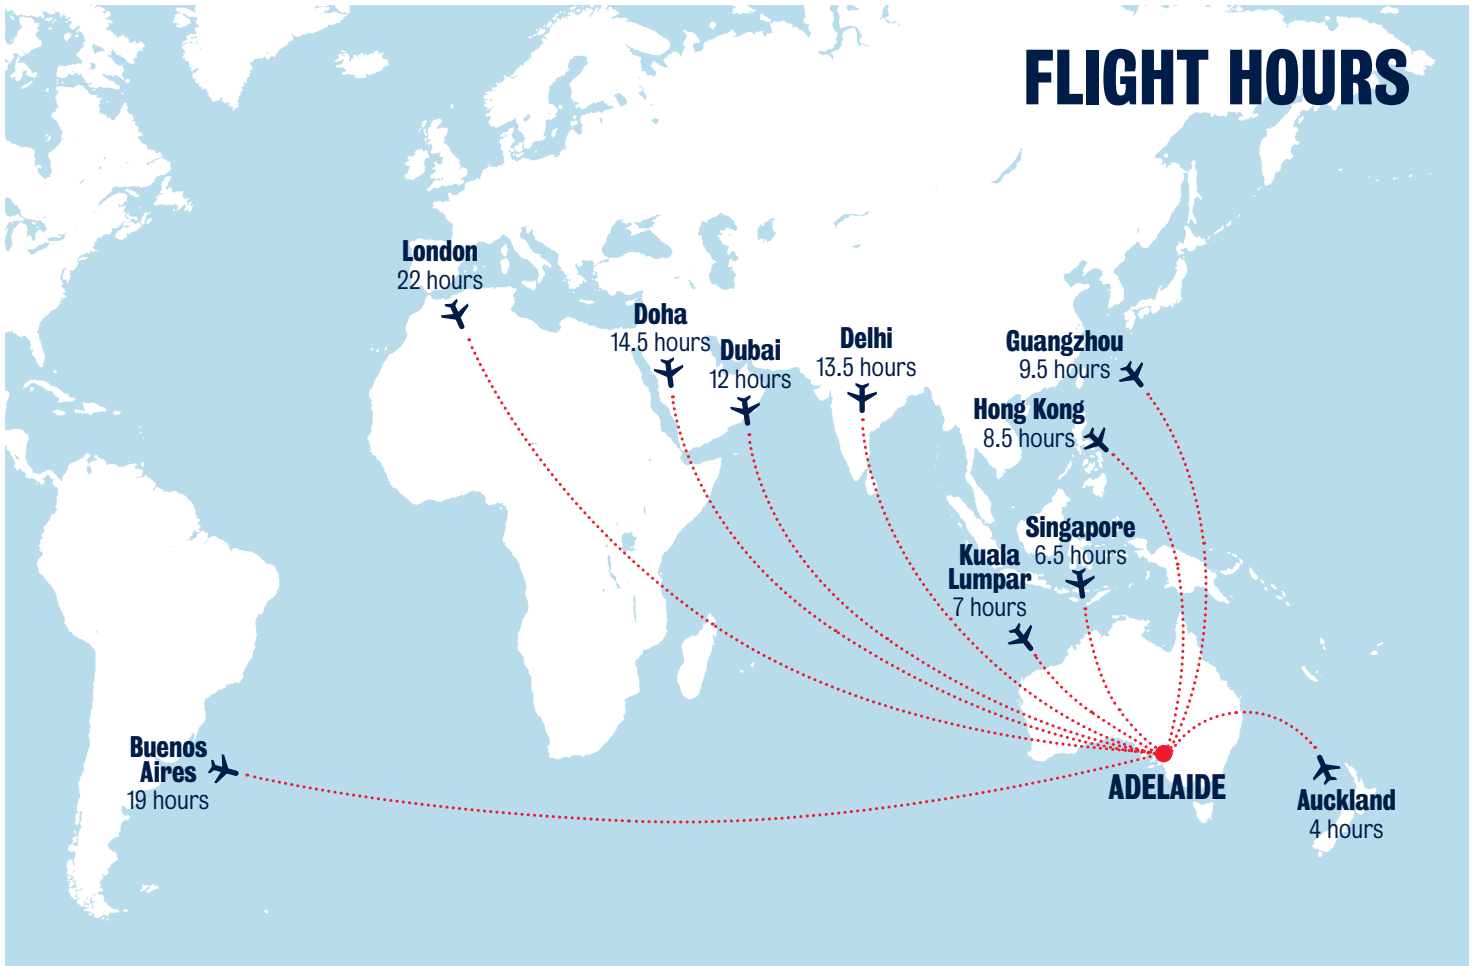 FLIGHT HOURS
London
22 hours
Doha
14.5 hours
Dubai
12 hours
Delhi
13.5 hours
Guangzhou
9.5 hours
Hong Kong
8.5 hours
Singapore
6.5 hours
Kuala
Lumpar
7 hours
Buenos
Aires
19 hours
ADELAIDE
Auckland
4 hours